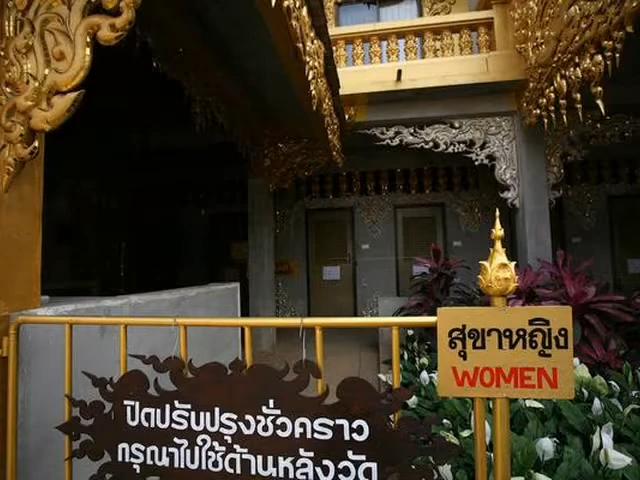 สุขาหญิง
WOMEN
ปิดปรับปรุงชั่วคราว
กรุณาไปใช้ด้านหลังวัด